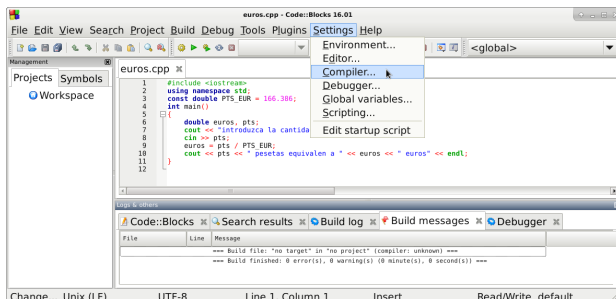 euros.cpp - Code::Blocks 16.01
File Edit View Search Project Build Debug Tools Plugins Settings Help
<global>
Environment...
Editor...
Compiler...
Debugger...
Global variables...
Scripting...
Edit startup script
Management
Projects Symbols
Workspace
euros.cpp
1 #include <iostream>
2 using namespace std;
3 const double PTS_EUR = 166.386;
4 int main()
5 {
6 double euros, pts;
7 cout << "introduzca la cantida
8 cin >> pts;
9 euros = pts / PTS_EUR;
10 cout << pts << " pesetas equivalen a " << euros << " euros" << endl;
11 }
12
Logs & others
Code::Blocks Search results Build log Build messages Debugger
File Line Message
=== Build file: "no target" in "no project" (compiler: unknown) ===
=== Build finished: 0 error(s), 0 warning(s) (0 minute(s), 0 second(s)) ===
Change Unix (LF) UTF-8 Line 1, Column 1 Insert Read/Write default